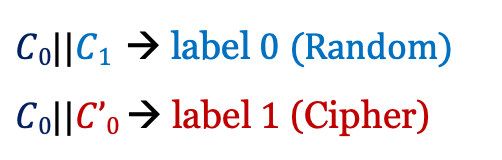 C₀||C₁ → label 0 (Random)
C₀||C’₀ → label 1 (Cipher)